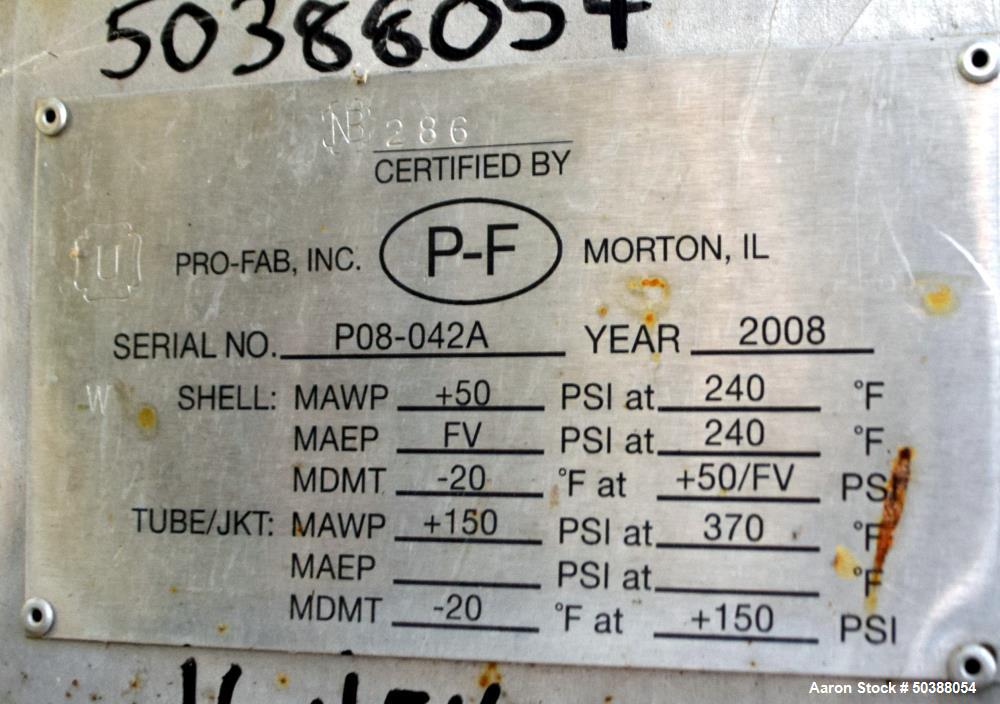 50388054
NB 286
CERTIFIED BY
U
PRO-FAB, INC. P-F MORTON, IL
SERIAL NO. P08-042A YEAR 2008
W SHELL: MAWP +50 PSI at 240 °F
MAEP FV PSI at 240 °F
MDMT -20 °F at +50/FV PSI
TUBE/JKT: MAWP +150 PSI at 370 °F
MAEP PSI at °F
MDMT -20 °F at +150 PSI
Aaron Stock # 50388054